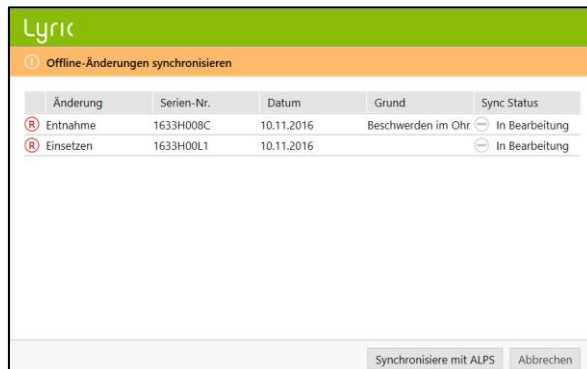 Lyric
Offline-Änderungen synchronisieren
Änderung Serien-Nr. Datum Grund Sync Status
R Entnahme 1633H008C 10.11.2016 Beschwerden im Ohr In Bearbeitung
R Einsetzen 1633H00L1 10.11.2016 In Bearbeitung
Synchronisiere mit ALPS Abbrechen